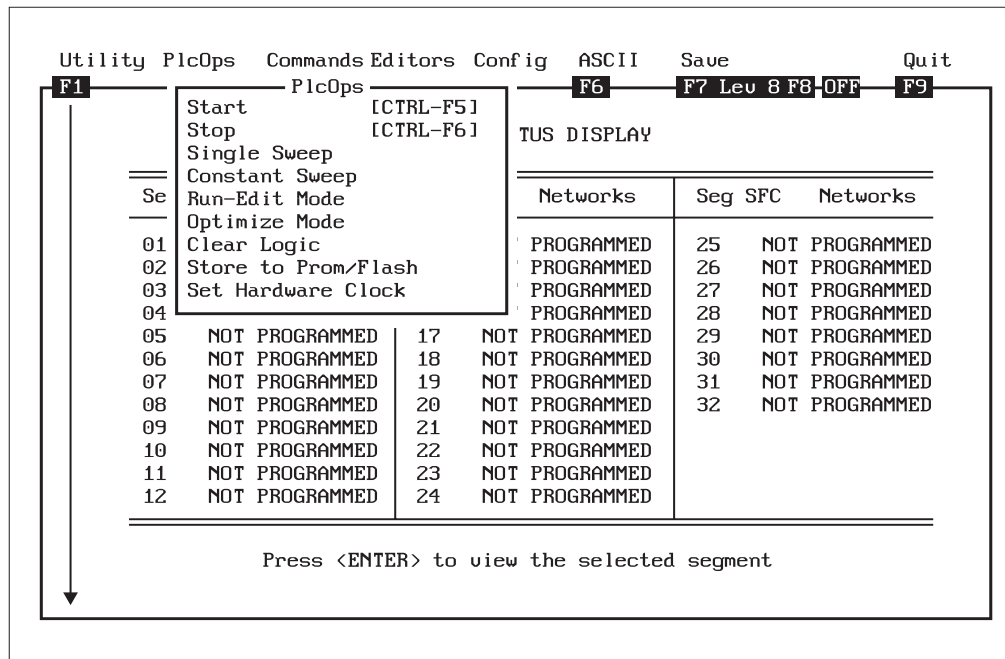 Utility PlcOps Commands Editors Config ASCII Save Quit
F1 PlcOps F6 F7 Lev 8 F8-OFF F9
Start [CTRL-F5]
Stop [CTRL-F6] TUS DISPLAY
Single Sweep
Constant Sweep
Se Run-Edit Mode Networks Seg SFC Networks
Optimize Mode
01 Clear Logic PROGRAMMED 25 NOT PROGRAMMED
02 Store to Prom/Flash PROGRAMMED 26 NOT PROGRAMMED
03 Set Hardware Clock PROGRAMMED 27 NOT PROGRAMMED
04 PROGRAMMED 28 NOT PROGRAMMED
05 NOT PROGRAMMED 17 NOT PROGRAMMED 29 NOT PROGRAMMED
06 NOT PROGRAMMED 18 NOT PROGRAMMED 30 NOT PROGRAMMED
07 NOT PROGRAMMED 19 NOT PROGRAMMED 31 NOT PROGRAMMED
08 NOT PROGRAMMED 20 NOT PROGRAMMED 32 NOT PROGRAMMED
09 NOT PROGRAMMED 21 NOT PROGRAMMED
10 NOT PROGRAMMED 22 NOT PROGRAMMED
11 NOT PROGRAMMED 23 NOT PROGRAMMED
12 NOT PROGRAMMED 24 NOT PROGRAMMED
Press <ENTER> to view the selected segment